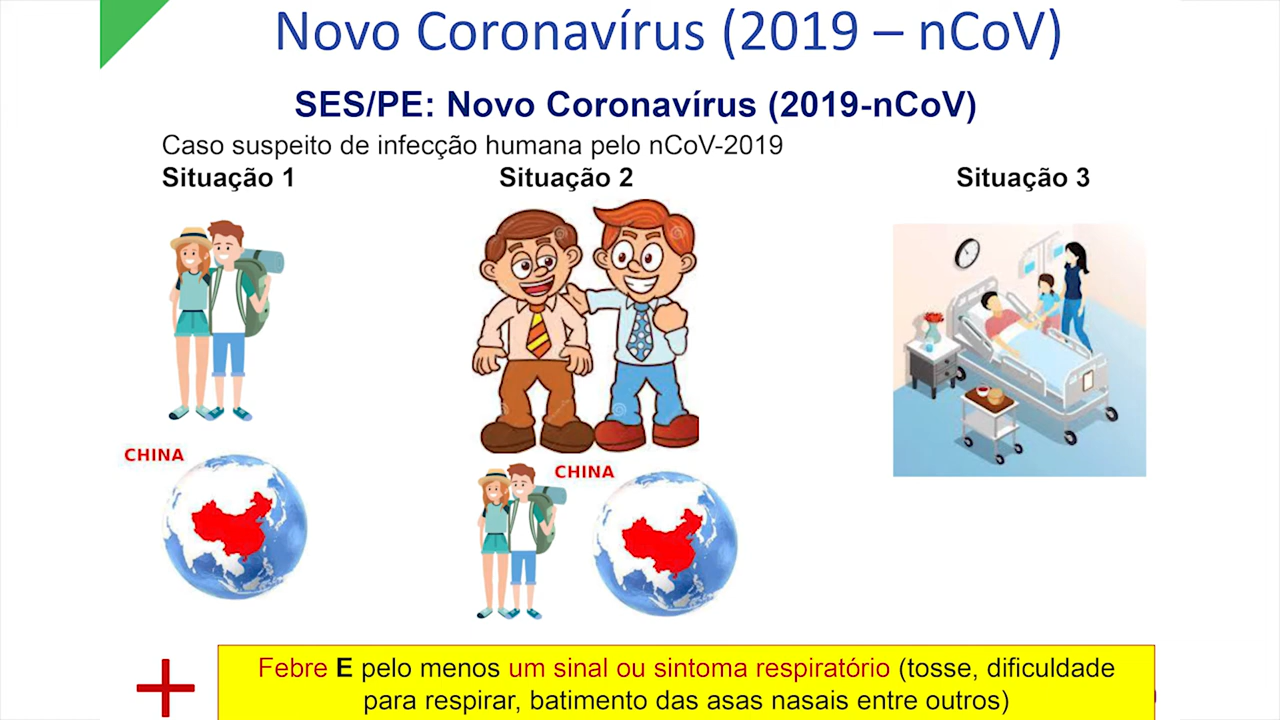 Novo Coronavírus (2019 – nCoV)
SES/PE: Novo Coronavírus (2019-nCoV)
Caso suspeito de infecção humana pelo nCoV-2019
Situação 1
Situação 2
Situação 3
CHINA
CHINA
Febre E pelo menos um sinal ou sintoma respiratório (tosse, dificuldade
para respirar, batimento das asas nasais entre outros)